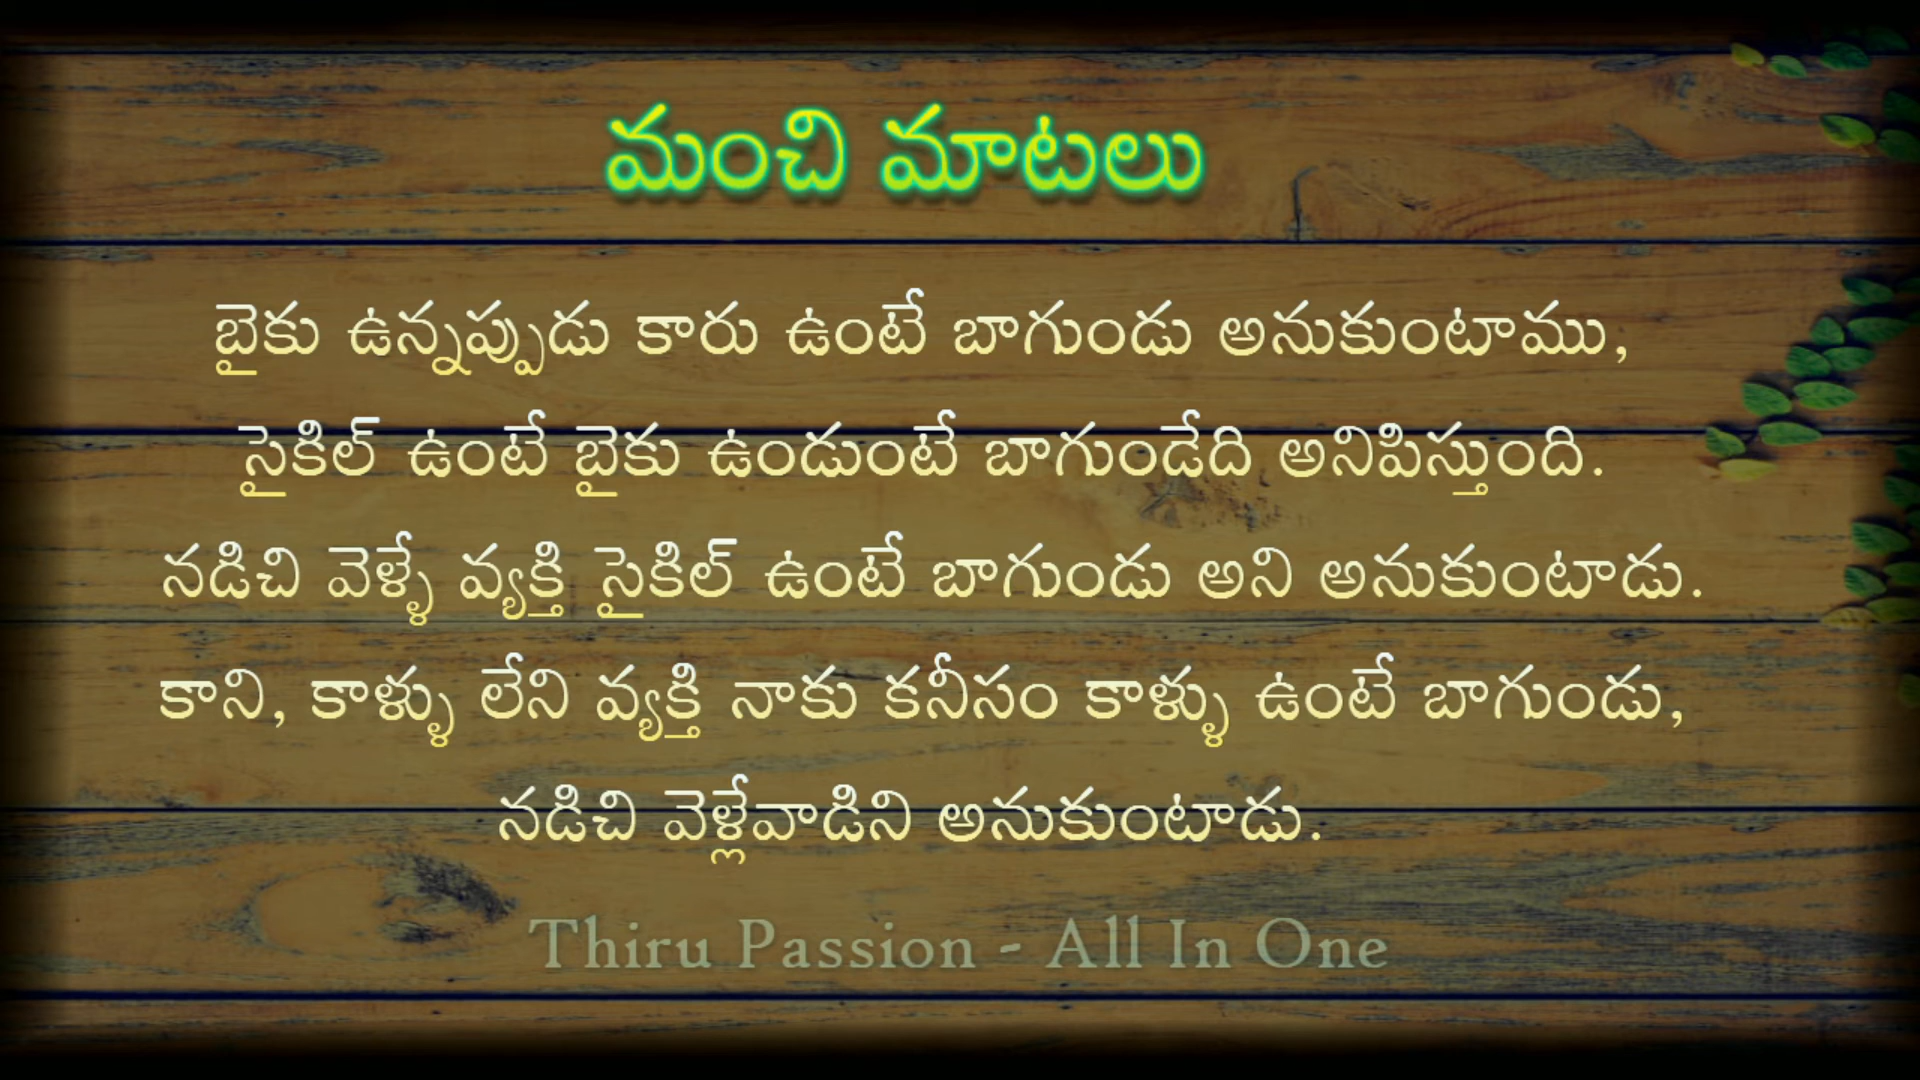 మంచి మాటలు
బైకు ఉన్నప్పుడు కారు ఉంటే బాగుండు అనుకుంటాము,
సైకిల్ ఉంటే బైకు ఉండుంటే బాగుండేది అనిపిస్తుంది.
నడిచి వెళ్ళే వ్యక్తి సైకిల్ ఉంటే బాగుండు అని అనుకుంటాడు.
కాని, కాళ్ళు లేని వ్యక్తి నాకు కనీసం కాళ్ళు ఉంటే బాగుండు,
నడిచి వెళ్లేవాడిని అనుకుంటాడు.
Thiru Passion - All In One